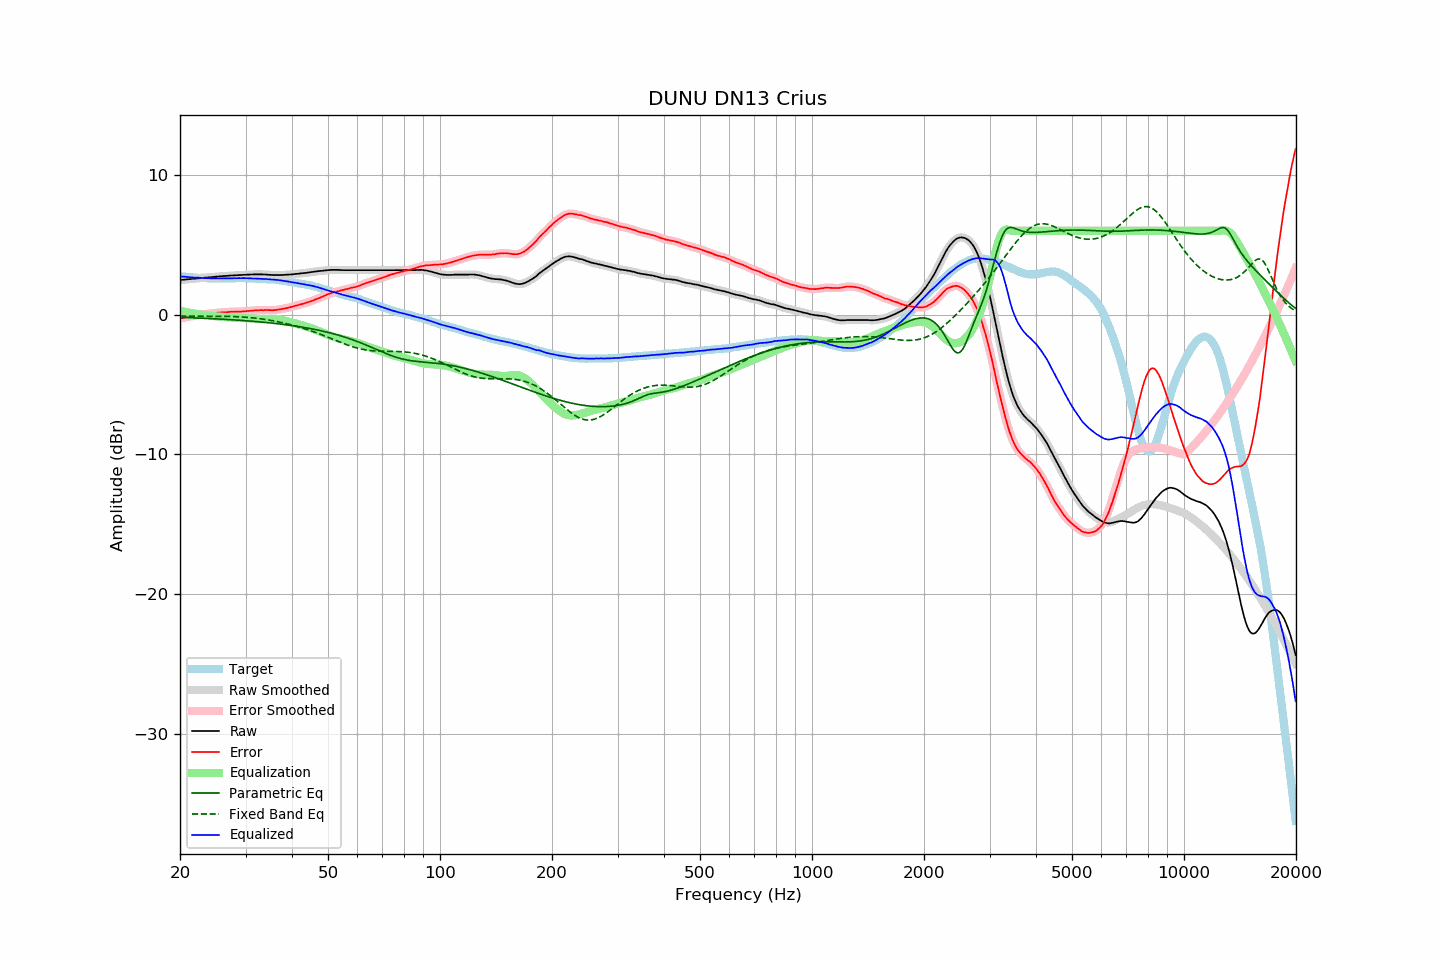 DUNU DN13 Crius
Amplitude (dBr)
10
0
−10
−20
−30
Target
Raw Smoothed
Error Smoothed
Raw
Error
Equalization
Parametric Eq
Fixed Band Eq
Equalized
20 50 100 200 500 1000 2000 5000 10000 20000
Frequency (Hz)